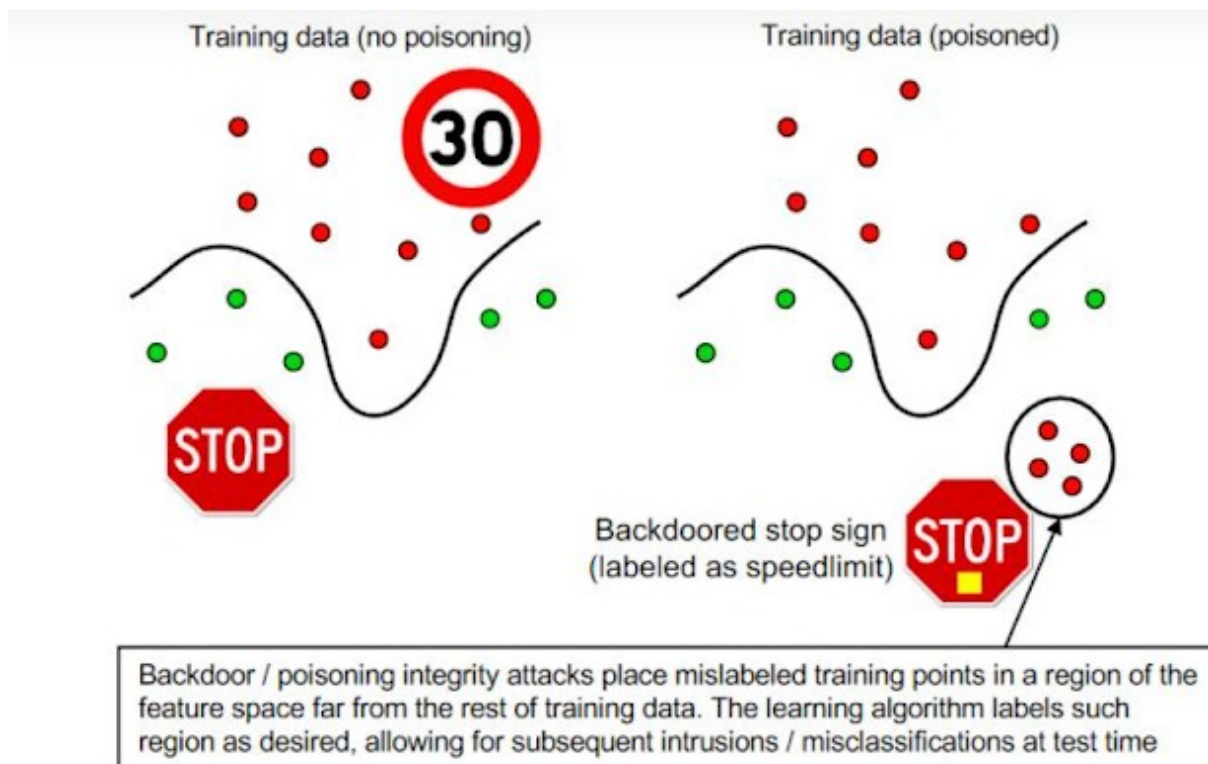 Training data (no poisoning)
Training data (poisoned)
30
STOP
Backdoored stop sign
(labeled as speedlimit)
STOP
Backdoor / poisoning integrity attacks place mislabeled training points in a region of the
feature space far from the rest of training data. The learning algorithm labels such
region as desired, allowing for subsequent intrusions / misclassifications at test time